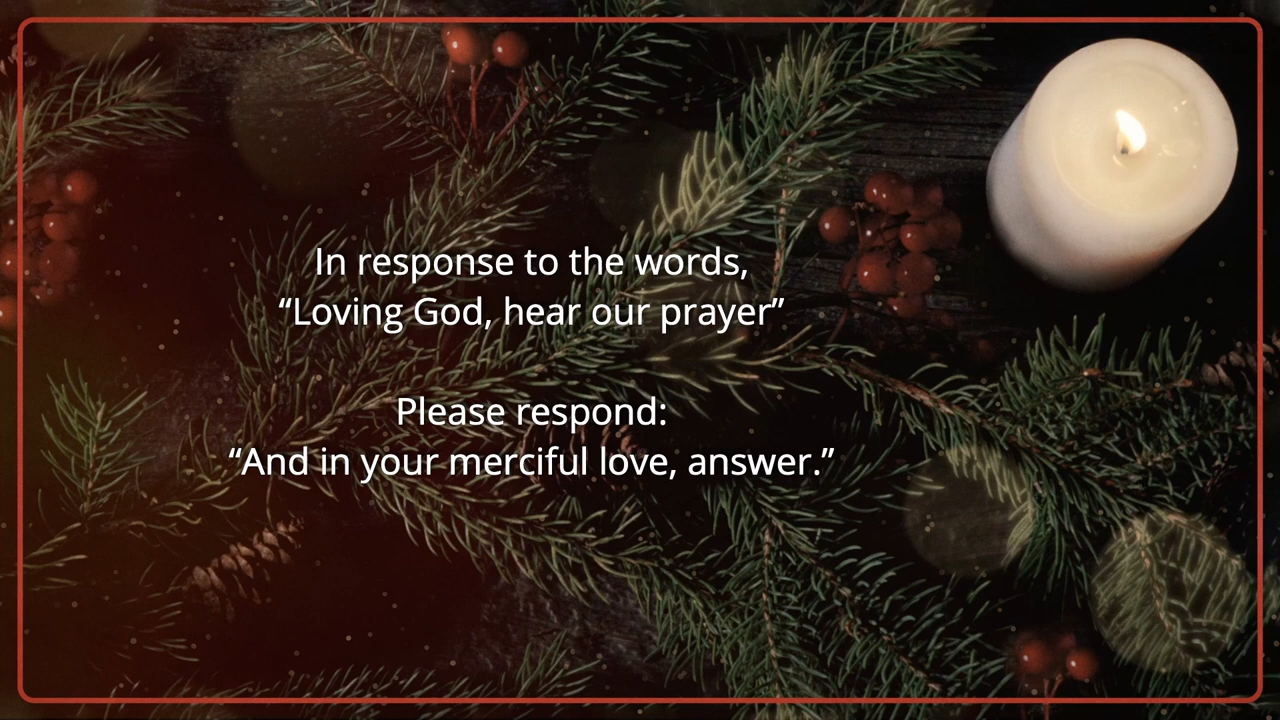 In response to the words,
“Loving God, hear our prayer”
Please respond:
“And in your merciful love, answer.”